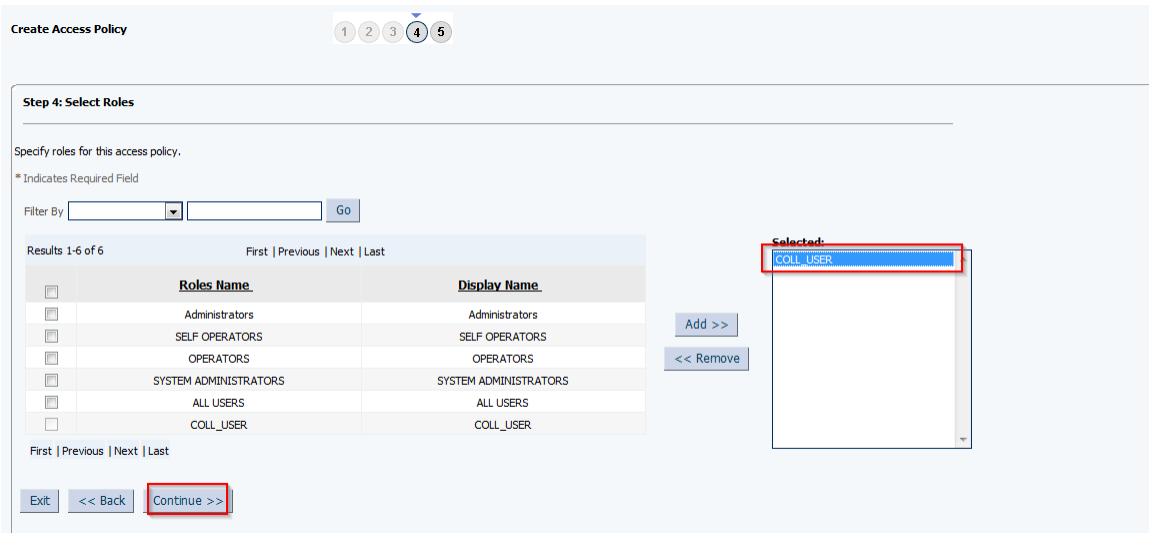 Create Access Policy
1 2 3 4 5
Step 4: Select Roles
Specify roles for this access policy.
* Indicates Required Field
Filter By Go
Results 1-6 of 6 First | Previous | Next | Last
Roles Name Display Name
Administrators Administrators
SELF OPERATORS SELF OPERATORS
OPERATORS OPERATORS
SYSTEM ADMINISTRATORS SYSTEM ADMINISTRATORS
ALL USERS ALL USERS
COLL_USER COLL_USER
First | Previous | Next | Last
Add >>
<< Remove
Selected:
COLL_USER
Exit << Back Continue >>